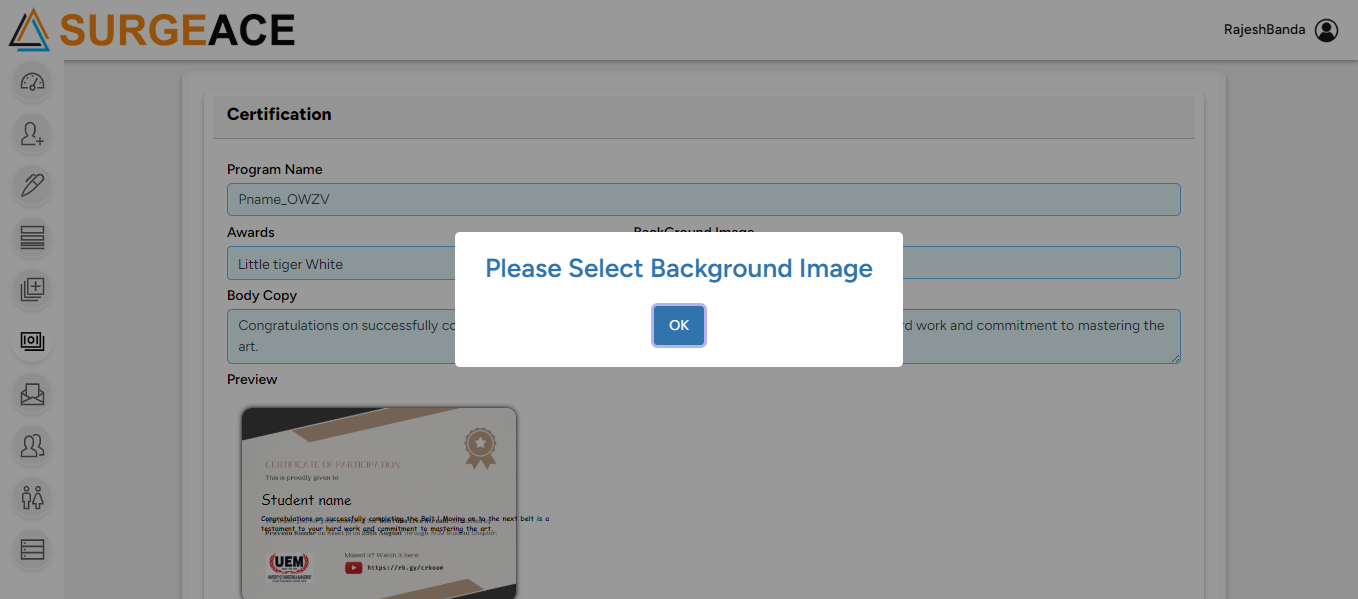 SURGEACE
RajeshBanda
Certification
Program Name
Pname_OWZV
Awards
BackGround Image
Little tiger White
Please Select Background Image
OK
Body Copy
Congratulations on successfully co
rd work and commitment to mastering the
art.
Preview
CERTIFICATE OF PARTICIPATION
This is proudly given to
Student name
Congratulations on successfully completing the Belt ! Moving on to the next belt is a
testament to your hard work and commitment to mastering the art.
Missed it? Watch it here:
UEM
https://rb.gy/crkoom